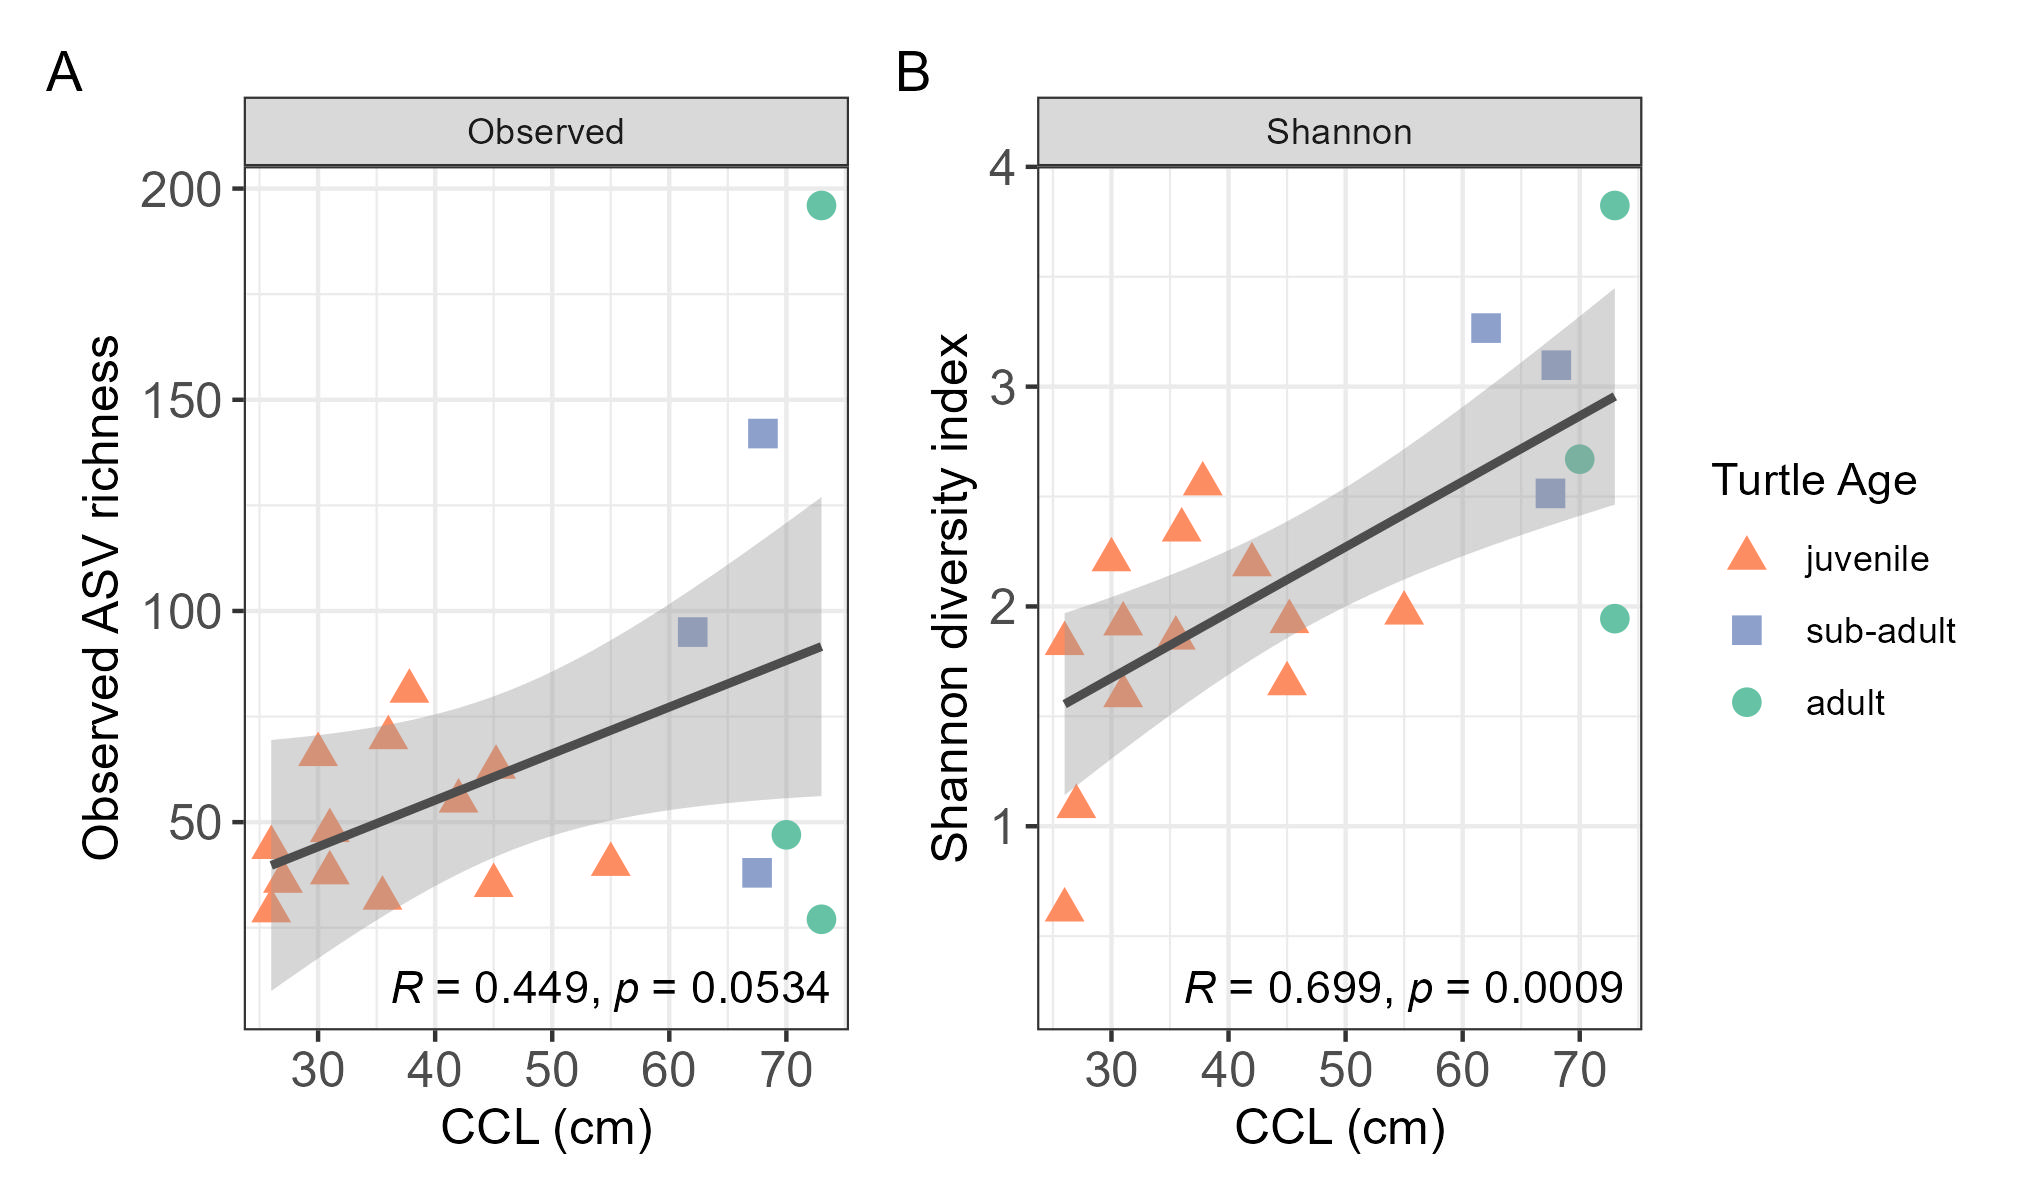 A
Observed
200
150
100
50
Observed ASV richness
R = 0.449, p = 0.0534
30 40 50 60 70
CCL (cm)
B
Shannon
4
3
2
1
Shannon diversity index
R = 0.699, p = 0.0009
30 40 50 60 70
CCL (cm)
Turtle Age
juvenile
sub-adult
adult